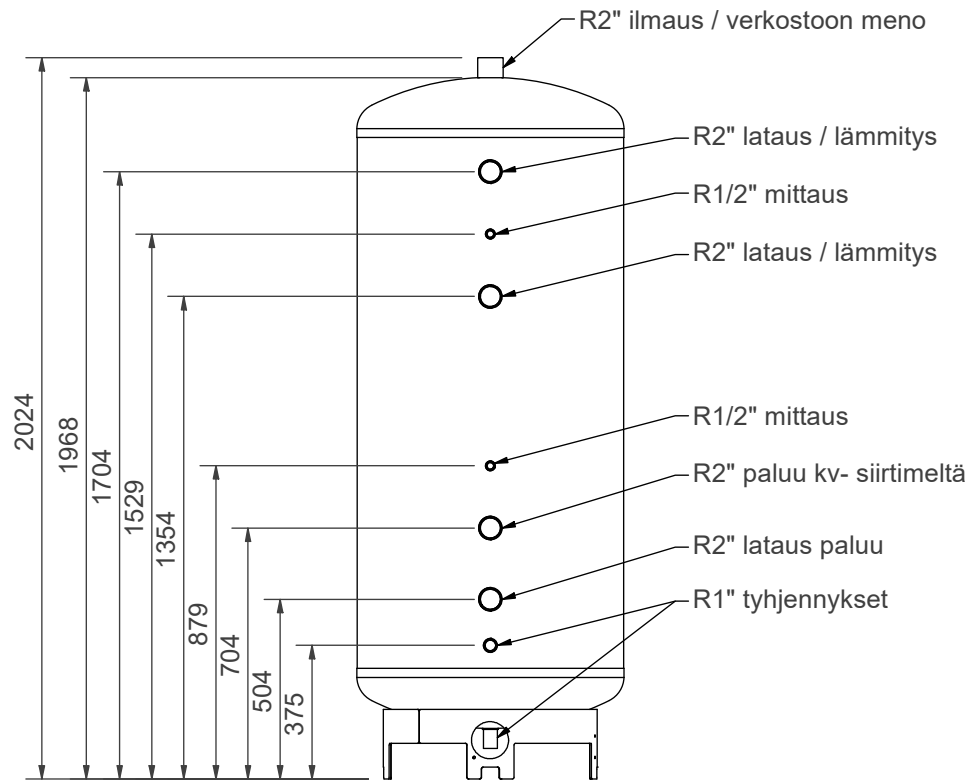 R2" ilmaus / verkostoon meno
R2" lataus / lämmitys
R1/2" mittaus
R2" lataus / lämmitys
R1/2" mittaus
R2" paluu kv- siirtimeltä
R2" lataus paluu
R1" tyhjennykset
2024
1968
1704
1529
1354
879
704
504
375